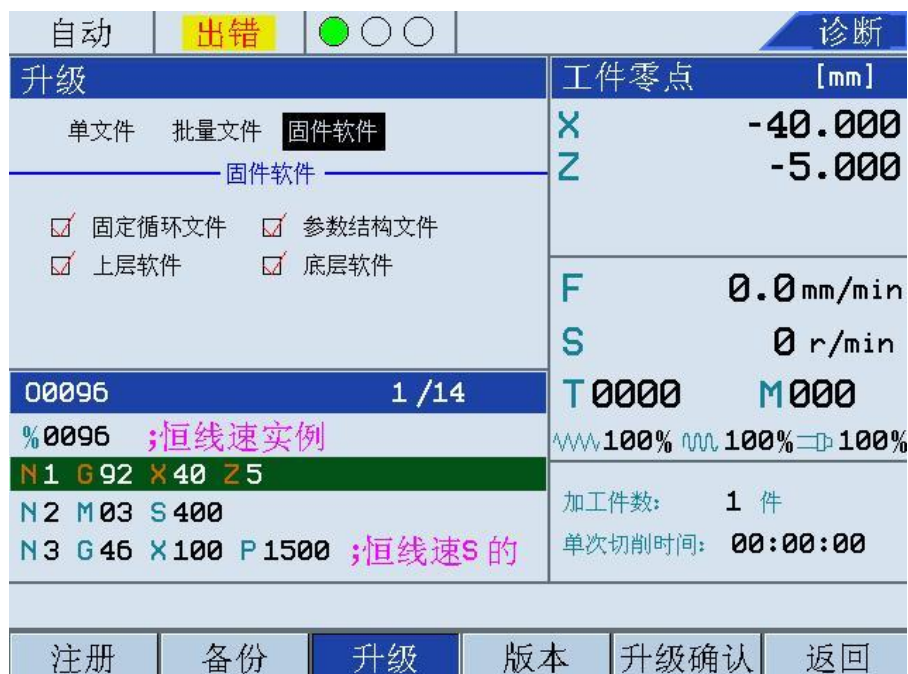 自动 出错 诊断
升级
单文件 批量文件 固件软件
固件软件
固定循环文件 参数结构文件
上层软件 底层软件
O0096 1/14
%0096 ;恒线速实例
N1 G92 X40 Z5
N2 M03 S400
N3 G46 X100 P1500 ;恒线速S的
工件零点 [mm]
X -40.000
Z -5.000
F 0.0mm/min
S 0 r/min
T0000 M000
100% 100% 100%
加工件数: 1 件
单次切削时间: 00:00:00
注册 备份 升级 版本 升级确认 返回